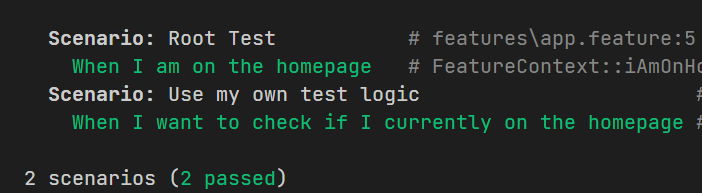 Scenario: Root Test # features\app.feature:5
When I am on the homepage # FeatureContext::iAmOnHo
Scenario: Use my own test logic #
When I want to check if I currently on the homepage #
2 scenarios (2 passed)